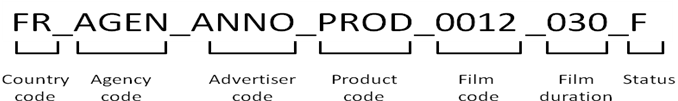 FR_AGEN_ANNO_PROD_0012_030_F
Country Agency Advertiser Product Film Film Status
code code code code code duration